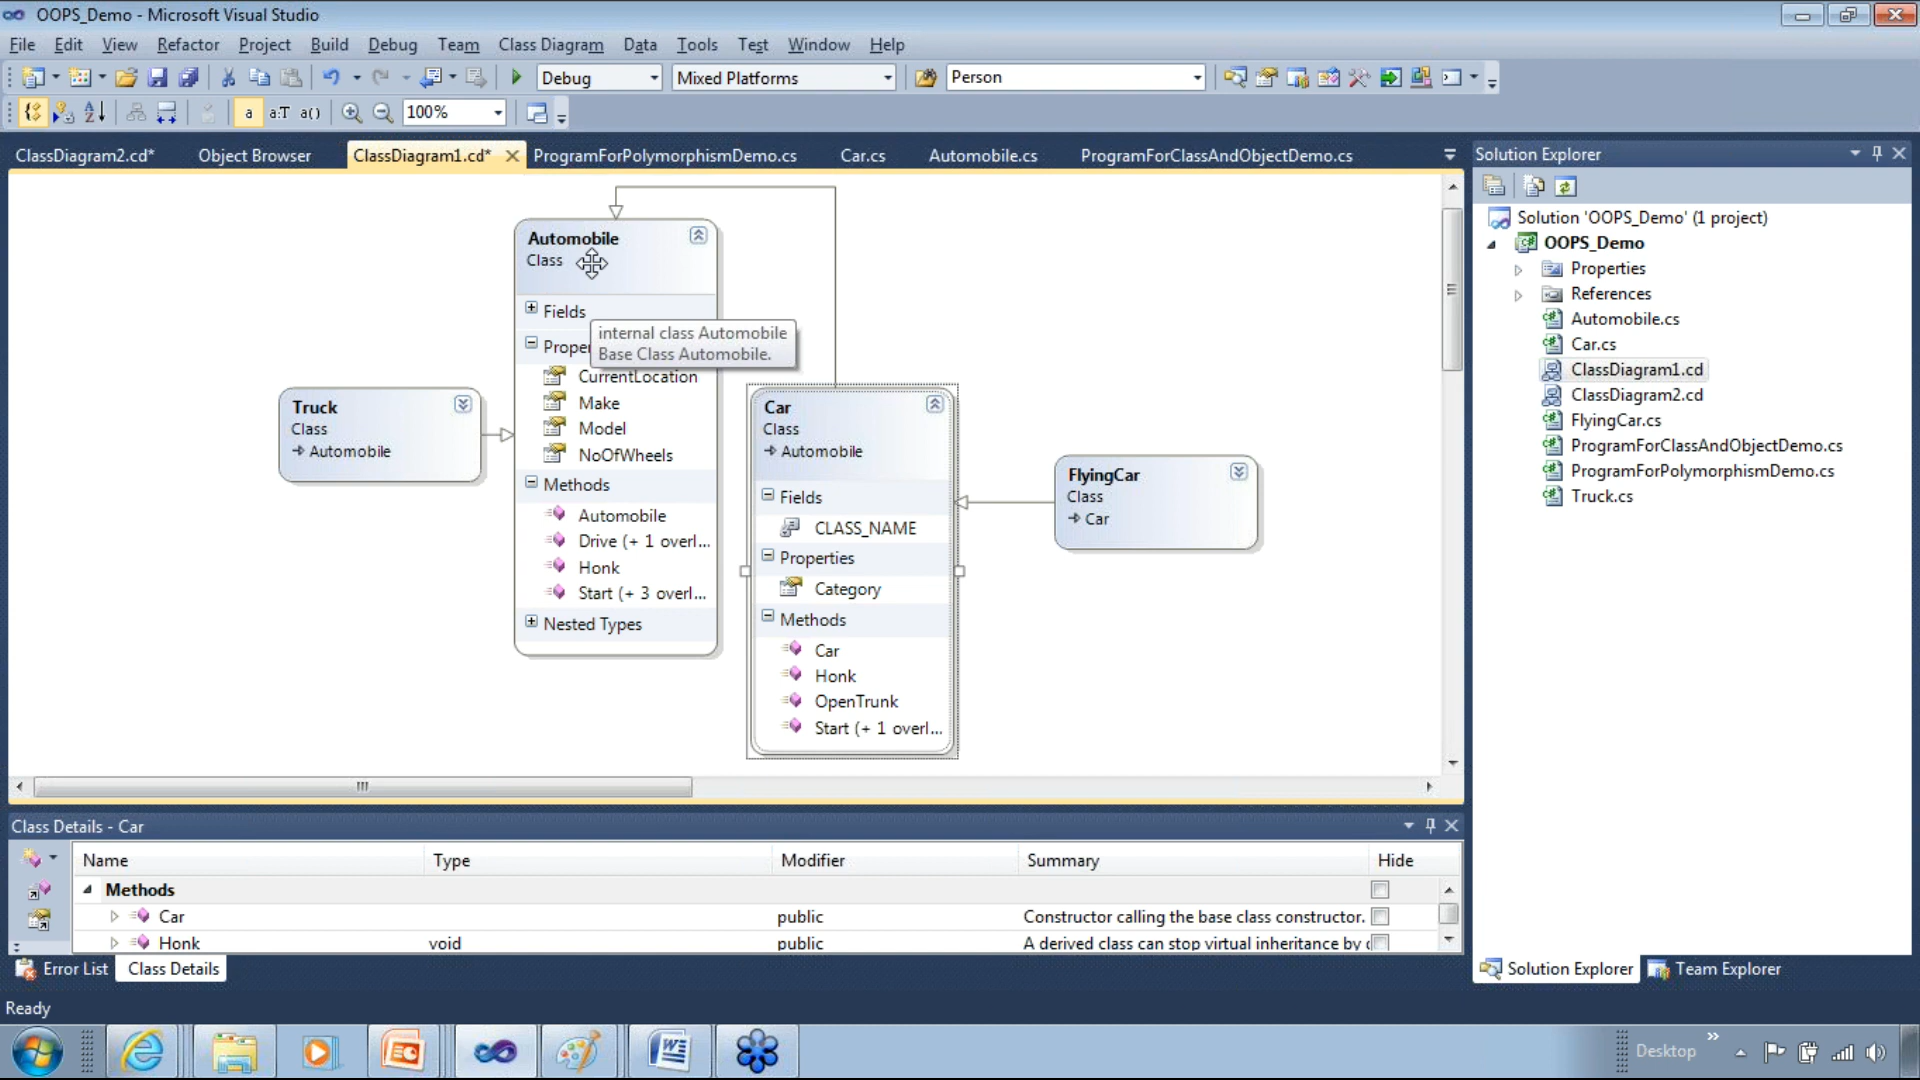 OOPS_Demo - Microsoft Visual Studio
File Edit View Refactor Project Build Debug Team Class Diagram Data Tools Test Window Help
Debug Mixed Platforms Person
a a:T a() 100%
ClassDiagram2.cd* Object Browser ClassDiagram1.cd* ProgramForPolymorphismDemo.cs Car.cs Automobile.cs ProgramForClassAndObjectDemo.cs
Automobile
Class
Fields
internal class Automobile
Base Class Automobile.
Proper
CurrentLocation
Make
Model
NoOfWheels
Methods
Automobile
Drive (+ 1 overl...
Honk
Start (+ 3 overl...
Nested Types
Truck
Class
Automobile
Car
Class
Automobile
Fields
CLASS_NAME
Properties
Category
Methods
Car
Honk
OpenTrunk
Start (+ 1 overl...
FlyingCar
Class
Car
Solution Explorer
Solution 'OOPS_Demo' (1 project)
OOPS_Demo
Properties
References
Automobile.cs
Car.cs
ClassDiagram1.cd
ClassDiagram2.cd
FlyingCar.cs
ProgramForClassAndObjectDemo.cs
ProgramForPolymorphismDemo.cs
Truck.cs
Class Details - Car
Name Type Modifier Summary Hide
Methods
Car public Constructor calling the base class constructor.
Honk void public A derived class can stop virtual inheritance by
Error List Class Details
Solution Explorer Team Explorer
Ready
Desktop